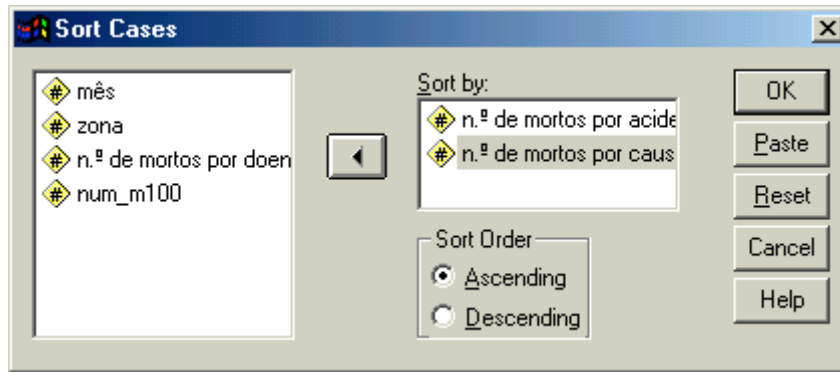 Sort Cases
mês
zona
n.º de mortos por doen
num_m100
Sort by:
n.º de mortos por acide
n.º de mortos por caus
Sort Order
Ascending
Descending
OK
Paste
Reset
Cancel
Help